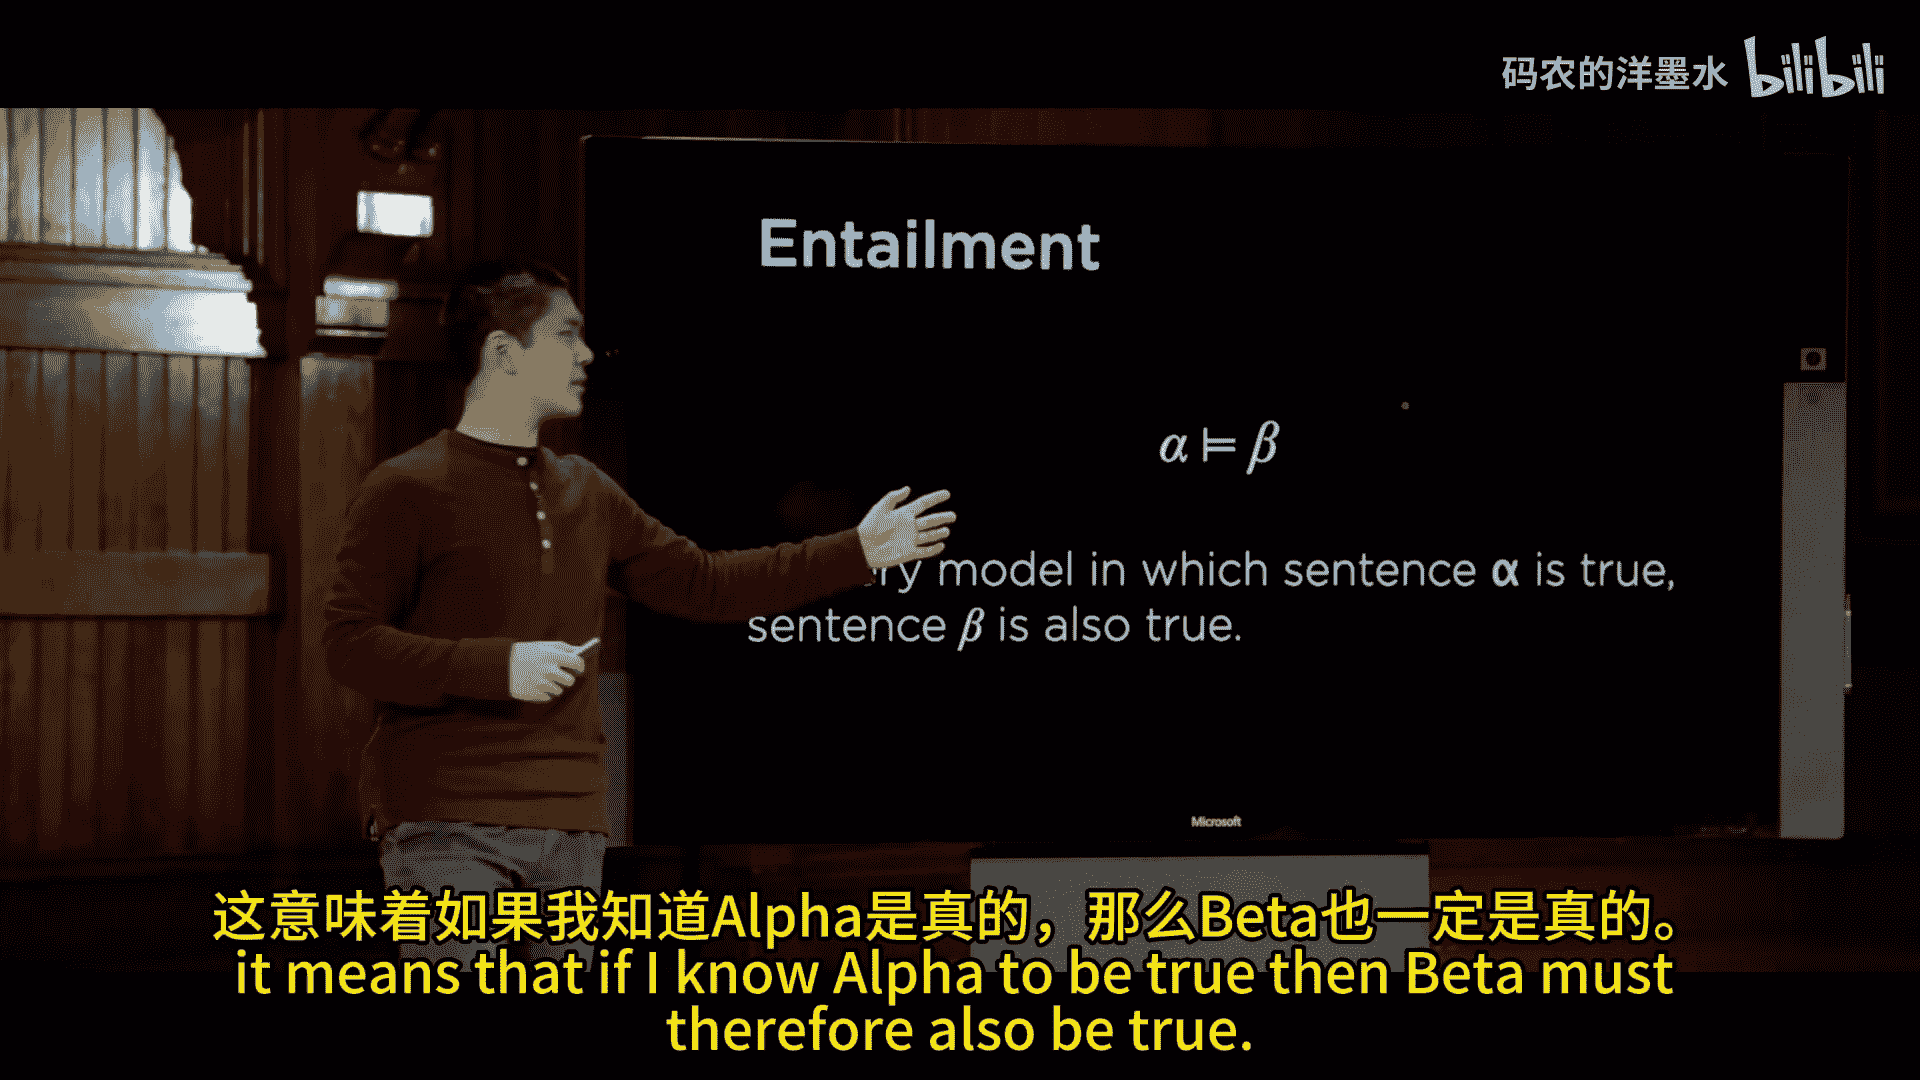 码农的洋墨水 bilibili
Entailment
α ⊨ β
model in which sentence α is true,
sentence β is also true.
Microsoft
这意味着如果我知道Alpha是真的，那么Beta也一定是真的。
it means that if I know Alpha to be true then Beta must
therefore also be true.